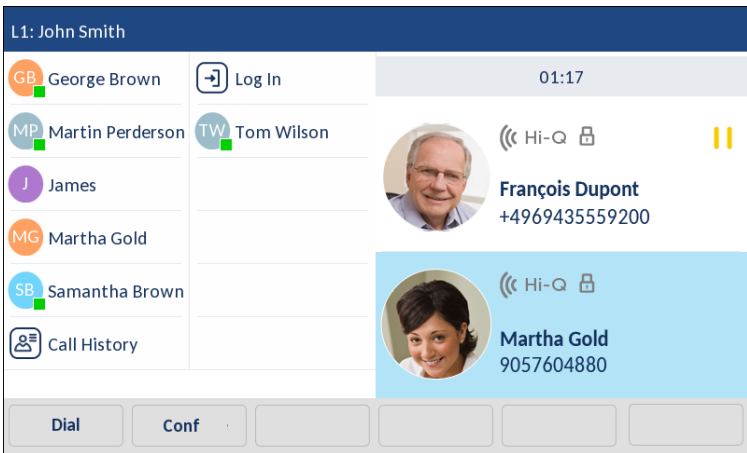 L1: John Smith
GB George Brown
MP Martin Perderson
J James
MG Martha Gold
SB Samantha Brown
Call History
Log In
TW Tom Wilson
01:17
Hi-Q
François Dupont
+4969435559200
Hi-Q
Martha Gold
9057604880
Dial
Conf